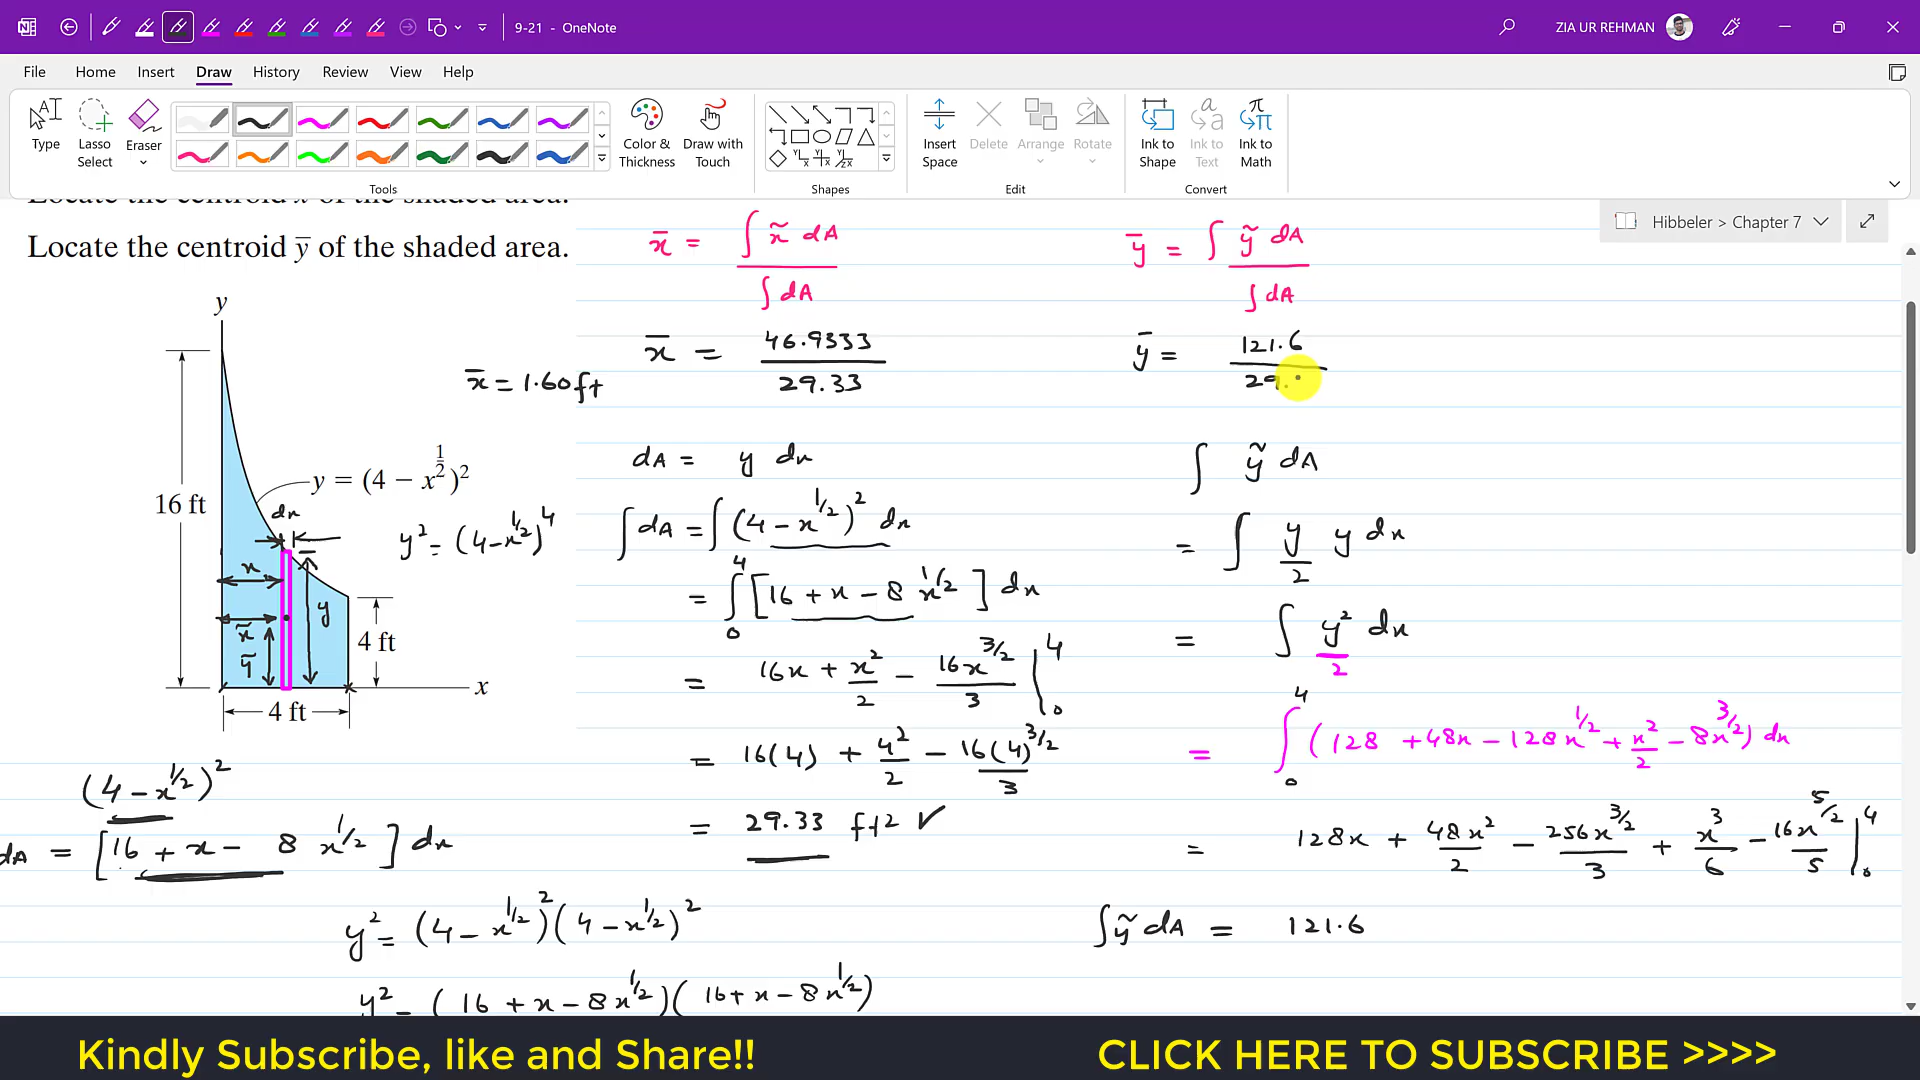 9-21 - OneNote
ZIA UR REHMAN
File Home Insert Draw History Review View Help
Type
Lasso Select
Eraser
Color & Thickness
Draw with Touch
Insert Space
Delete
Arrange
Rotate
Ink to Shape
Ink to Text
Ink to Math
Tools
Shapes
Edit
Convert
Hibbeler > Chapter 7
Locate the centroid x̄ of the shaded area.
Locate the centroid ȳ of the shaded area.
y
16 ft
y = (4 − x^{1/2})²
dx
y² = (4−x^{1/2})⁴
x
x̃
ỹ
y
4 ft
x
4 ft
x̄ = 1.60 ft
(4 − x^{1/2})²
dA = [16 + x − 8 x^{1/2}] dx
x̄ = ∫ x̃ dA / ∫ dA
x̄ = 46.9333 / 29.33
dA = y dx
∫ dA = ∫ (4 − x^{1/2})² dx
= ∫₀⁴ [16 + x − 8 x^{1/2}] dx
= 16x + x²/2 − 16x^{3/2}/3 |₀⁴
= 16(4) + 4²/2 − 16(4)^{3/2}/3
= 29.33 ft2 ✓
y² = (4 − x^{1/2})² (4 − x^{1/2})²
y² = (16 + x − 8x^{1/2})(16 + x − 8x^{1/2})
ȳ = ∫ ỹ dA / ∫ dA
ȳ = 121.6 / 29.
∫ ỹ dA
= ∫ y/2 y dx
= ∫ y²/2 dx
= ∫₀⁴ (128 + 48x − 128x^{1/2} + x²/2 − 8x^{3/2}) dx
= 128x + 48x²/2 − 256x^{3/2}/3 + x³/6 − 16x^{5/2}/5 |₀⁴
∫ỹ dA = 121.6
Kindly Subscribe, like and Share!!
CLICK HERE TO SUBSCRIBE >>>>